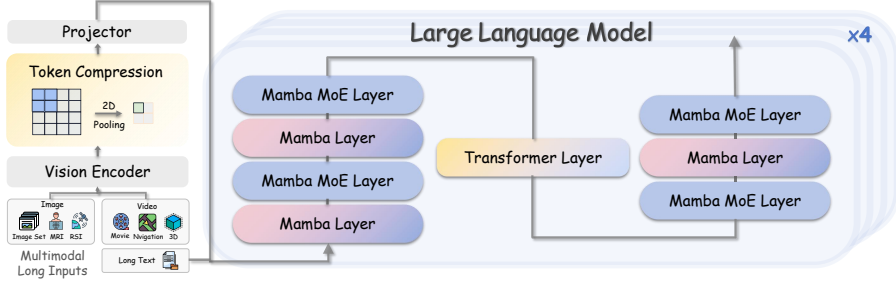 Projector
Token Compression
2D
Pooling
Vision Encoder
Image
Video
Image Set MRI RSI
Movie Nvigation 3D
Multimodal
Long Inputs
Long Text
Large Language Model
x4
Mamba MoE Layer
Mamba Layer
Mamba MoE Layer
Mamba Layer
Transformer Layer
Mamba MoE Layer
Mamba Layer
Mamba MoE Layer